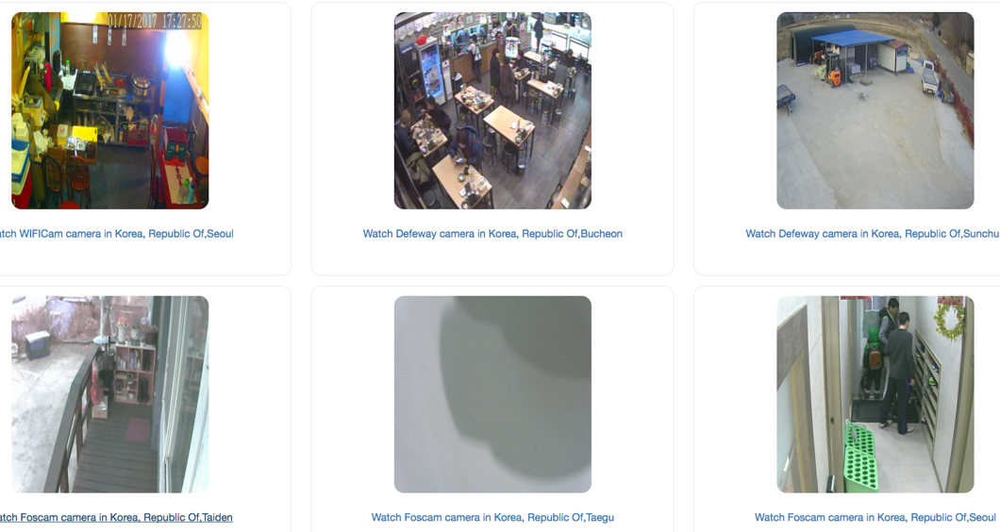 01/17/2017 17:27:50
atch WIFICam camera in Korea, Republic Of,Seoul
Watch Defeway camera in Korea, Republic Of,Bucheon
Watch Defeway camera in Korea, Republic Of,Sunchu
atch Foscam camera in Korea, Republic Of,Taiden
Watch Foscam camera in Korea, Republic Of,Taegu
Watch Foscam camera in Korea, Republic Of,Seoul